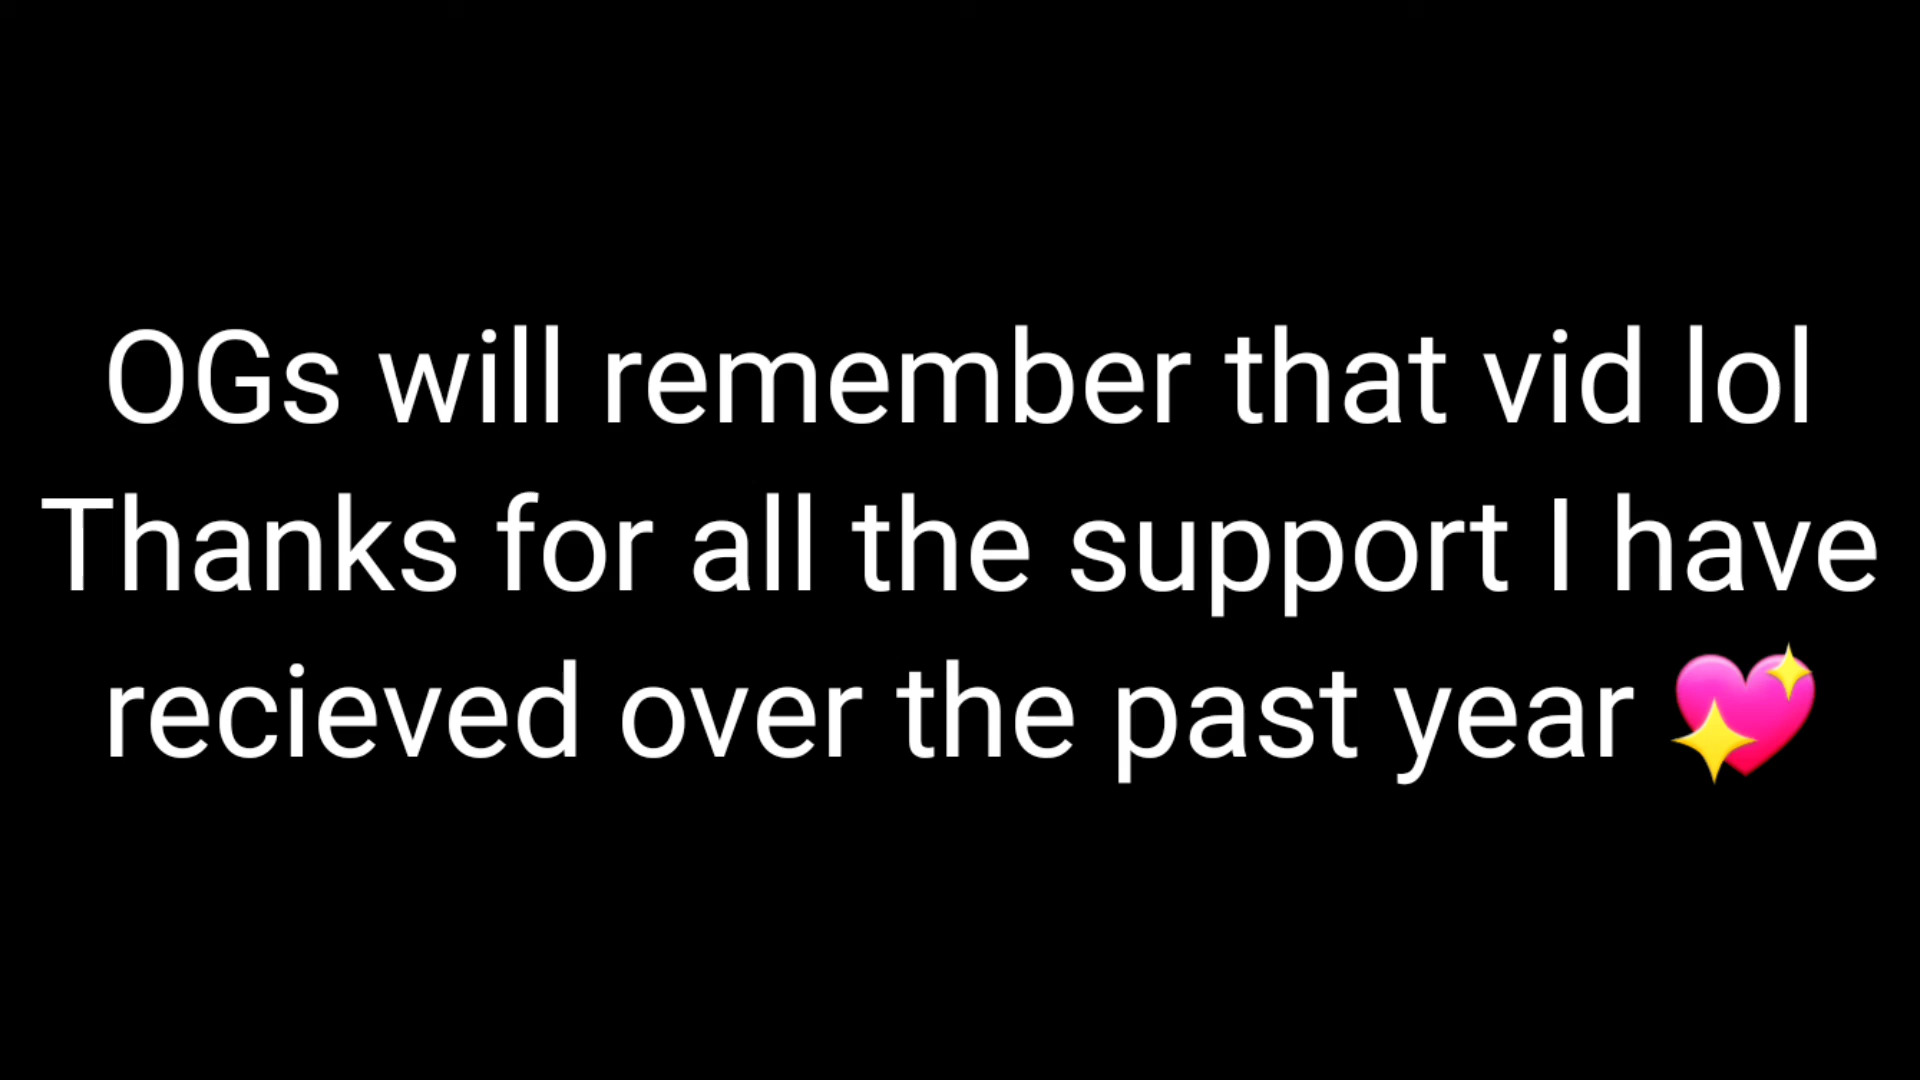 OGs will remember that vid lol
Thanks for all the support I have
recieved over the past year 💖